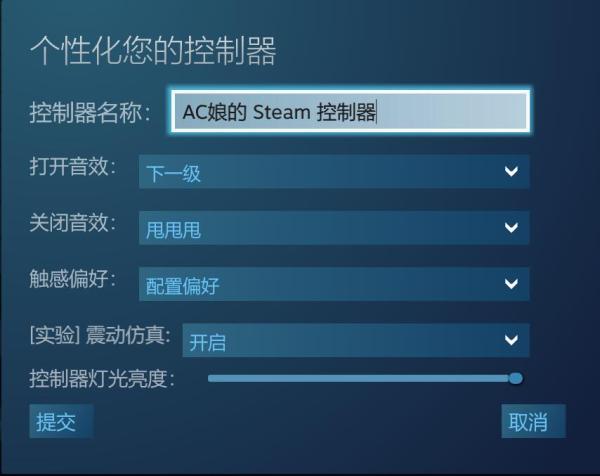 个性化您的控制器
控制器名称： AC娘的 Steam 控制器
打开音效： 下一级
关闭音效： 甩甩甩
触感偏好： 配置偏好
[实验] 震动仿真: 开启
控制器灯光亮度：
提交 取消